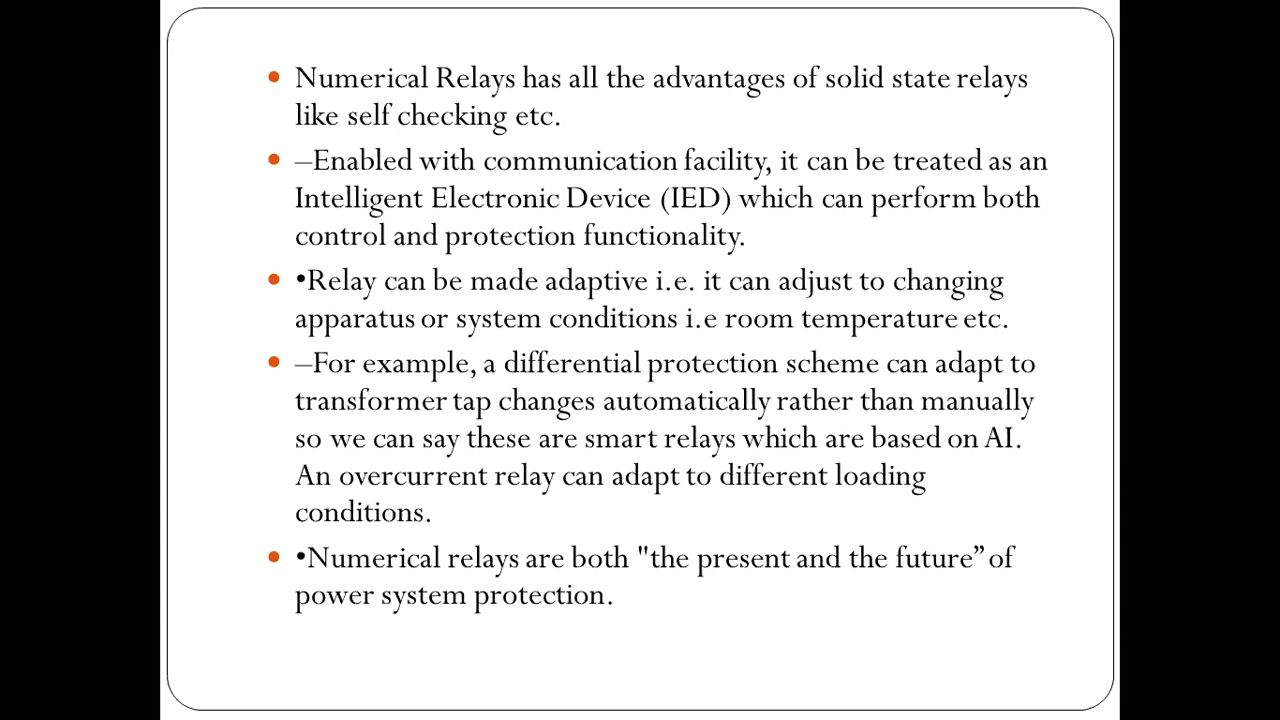 • Numerical Relays has all the advantages of solid state relays
like self checking etc.
• –Enabled with communication facility, it can be treated as an
Intelligent Electronic Device (IED) which can perform both
control and protection functionality.
• •Relay can be made adaptive i.e. it can adjust to changing
apparatus or system conditions i.e room temperature etc.
• –For example, a differential protection scheme can adapt to
transformer tap changes automatically rather than manually
so we can say these are smart relays which are based on AI.
An overcurrent relay can adapt to different loading
conditions.
• •Numerical relays are both "the present and the future” of
power system protection.